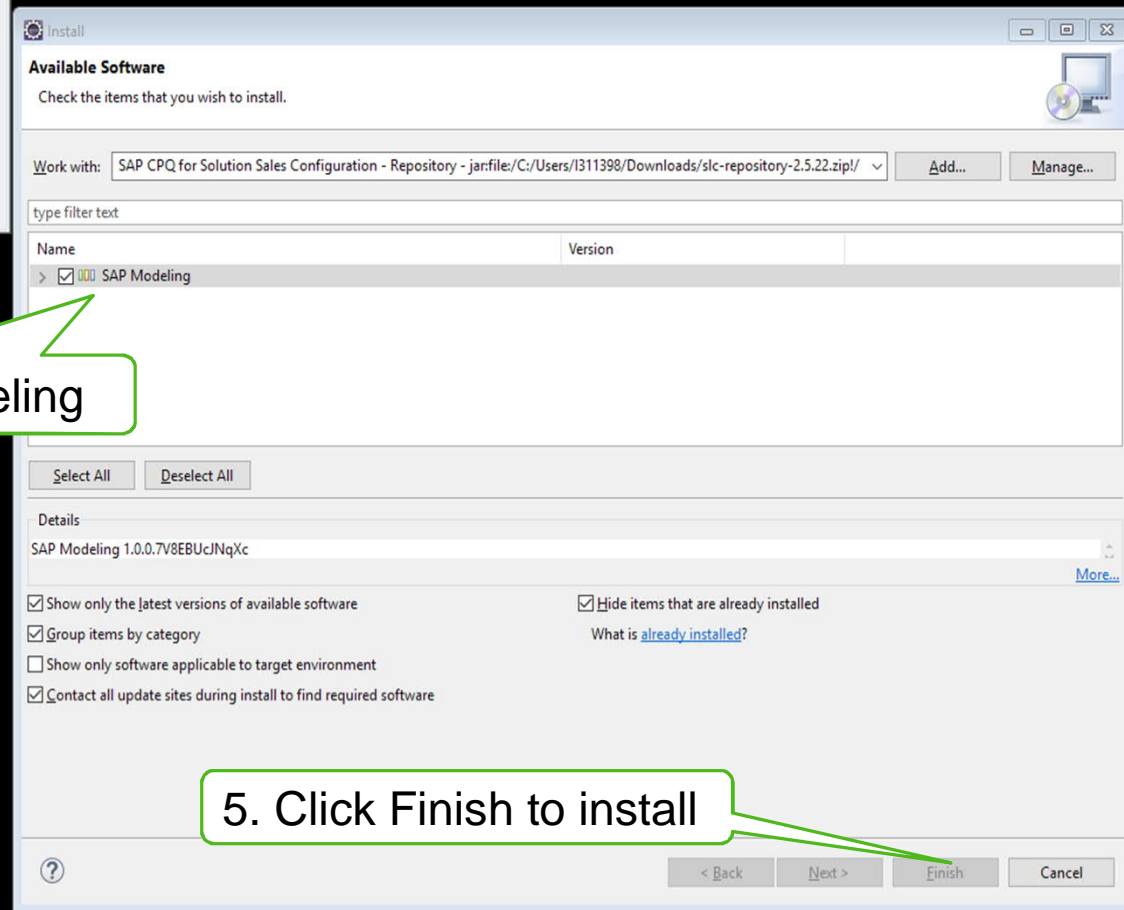 Install
Available Software
Check the items that you wish to install.
Work with: SAP CPQ for Solution Sales Configuration - Repository - jar:file:/C:/Users/I311398/Downloads/slc-repository-2.5.22.zip!/ Add... Manage...
type filter text
Name Version
SAP Modeling
eling
Select All Deselect All
Details
SAP Modeling 1.0.0.7V8EBUcJNqXc
More...
Show only the latest versions of available software Hide items that are already installed
Group items by category What is already installed?
Show only software applicable to target environment
Contact all update sites during install to find required software
5. Click Finish to install
? < Back Next > Finish Cancel